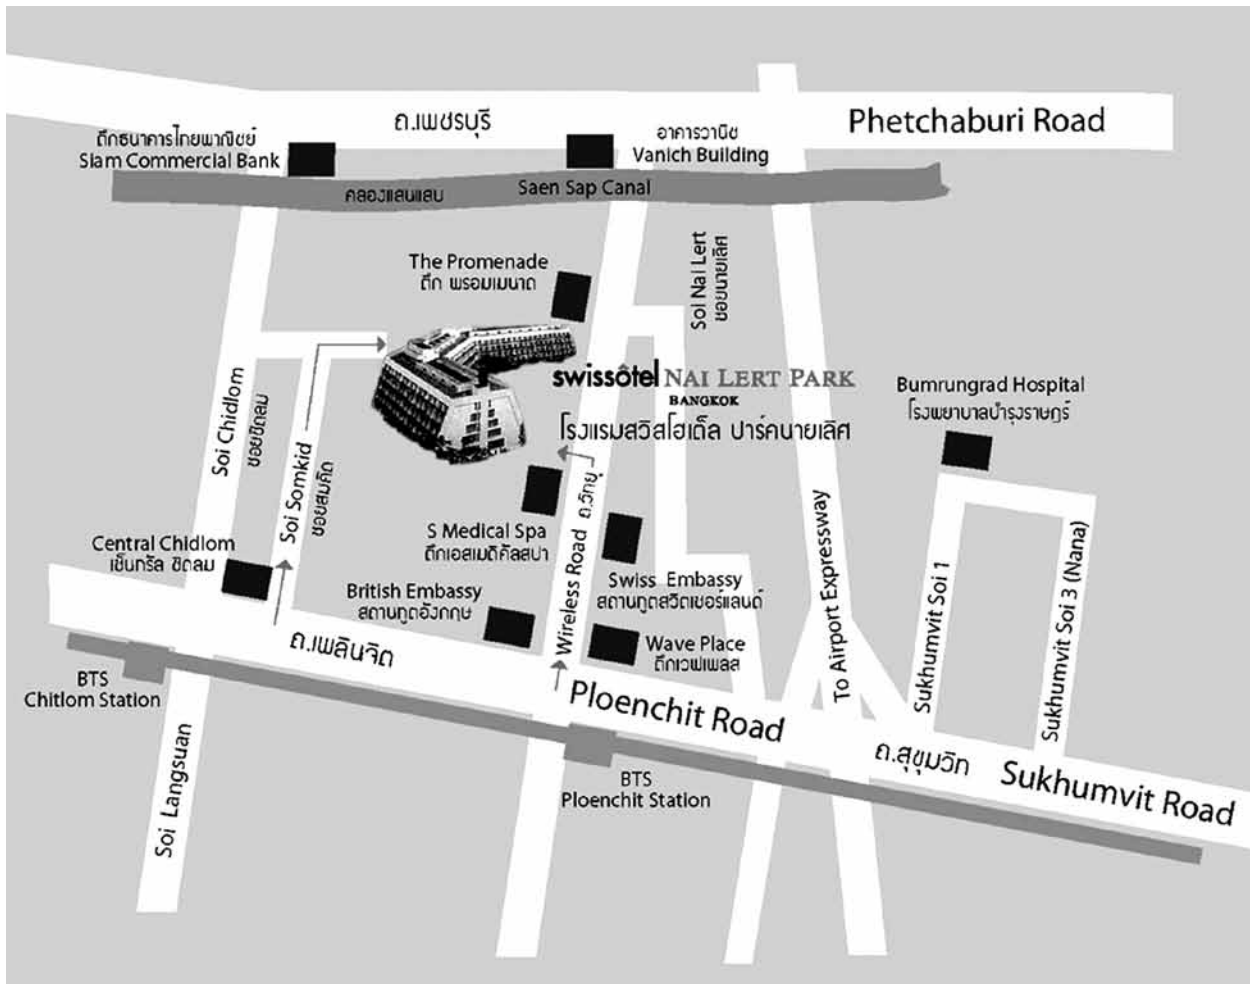 ถ.เพชรบุรี
Phetchaburi Road
ตึกธนาคารไทยพาณิชย์
Siam Commercial Bank
อาคารวานิช
Vanich Building
คลองแสนแสบ
Saen Sap Canal
The Promenade
ตึก พรอมเมนาด
Soi Nai Lert
ซอยนายเลิศ
swissôtel NAI LERT PARK
BANGKOK
โรงแรมสวิสโฮเต็ล ปาร์คนายเลิศ
Bumrungrad Hospital
โรงพยาบาลบำรุงราษฎร์
Soi Chidlom
ซอยชิดลม
Soi Somkid
ซอยสมคิด
Central Chidlom
เซ็นทรัล ชิดลม
S Medical Spa
ตึกเอสเมดิคัลสปา
Wireless Road ถ.วิทยุ
British Embassy
สถานทูตอังกฤษ
Swiss Embassy
สถานทูตสวิตเซอร์แลนด์
Wave Place
ตึกเวฟเพลส
To Airport Expressway
Sukhumvit Soi 1
Sukhumvit Soi 3 (Nana)
ถ.เพลินจิต
Ploenchit Road
ถ.สุขุมวิท
Sukhumvit Road
BTS
Chitlom Station
Soi Langsuan
BTS
Ploenchit Station